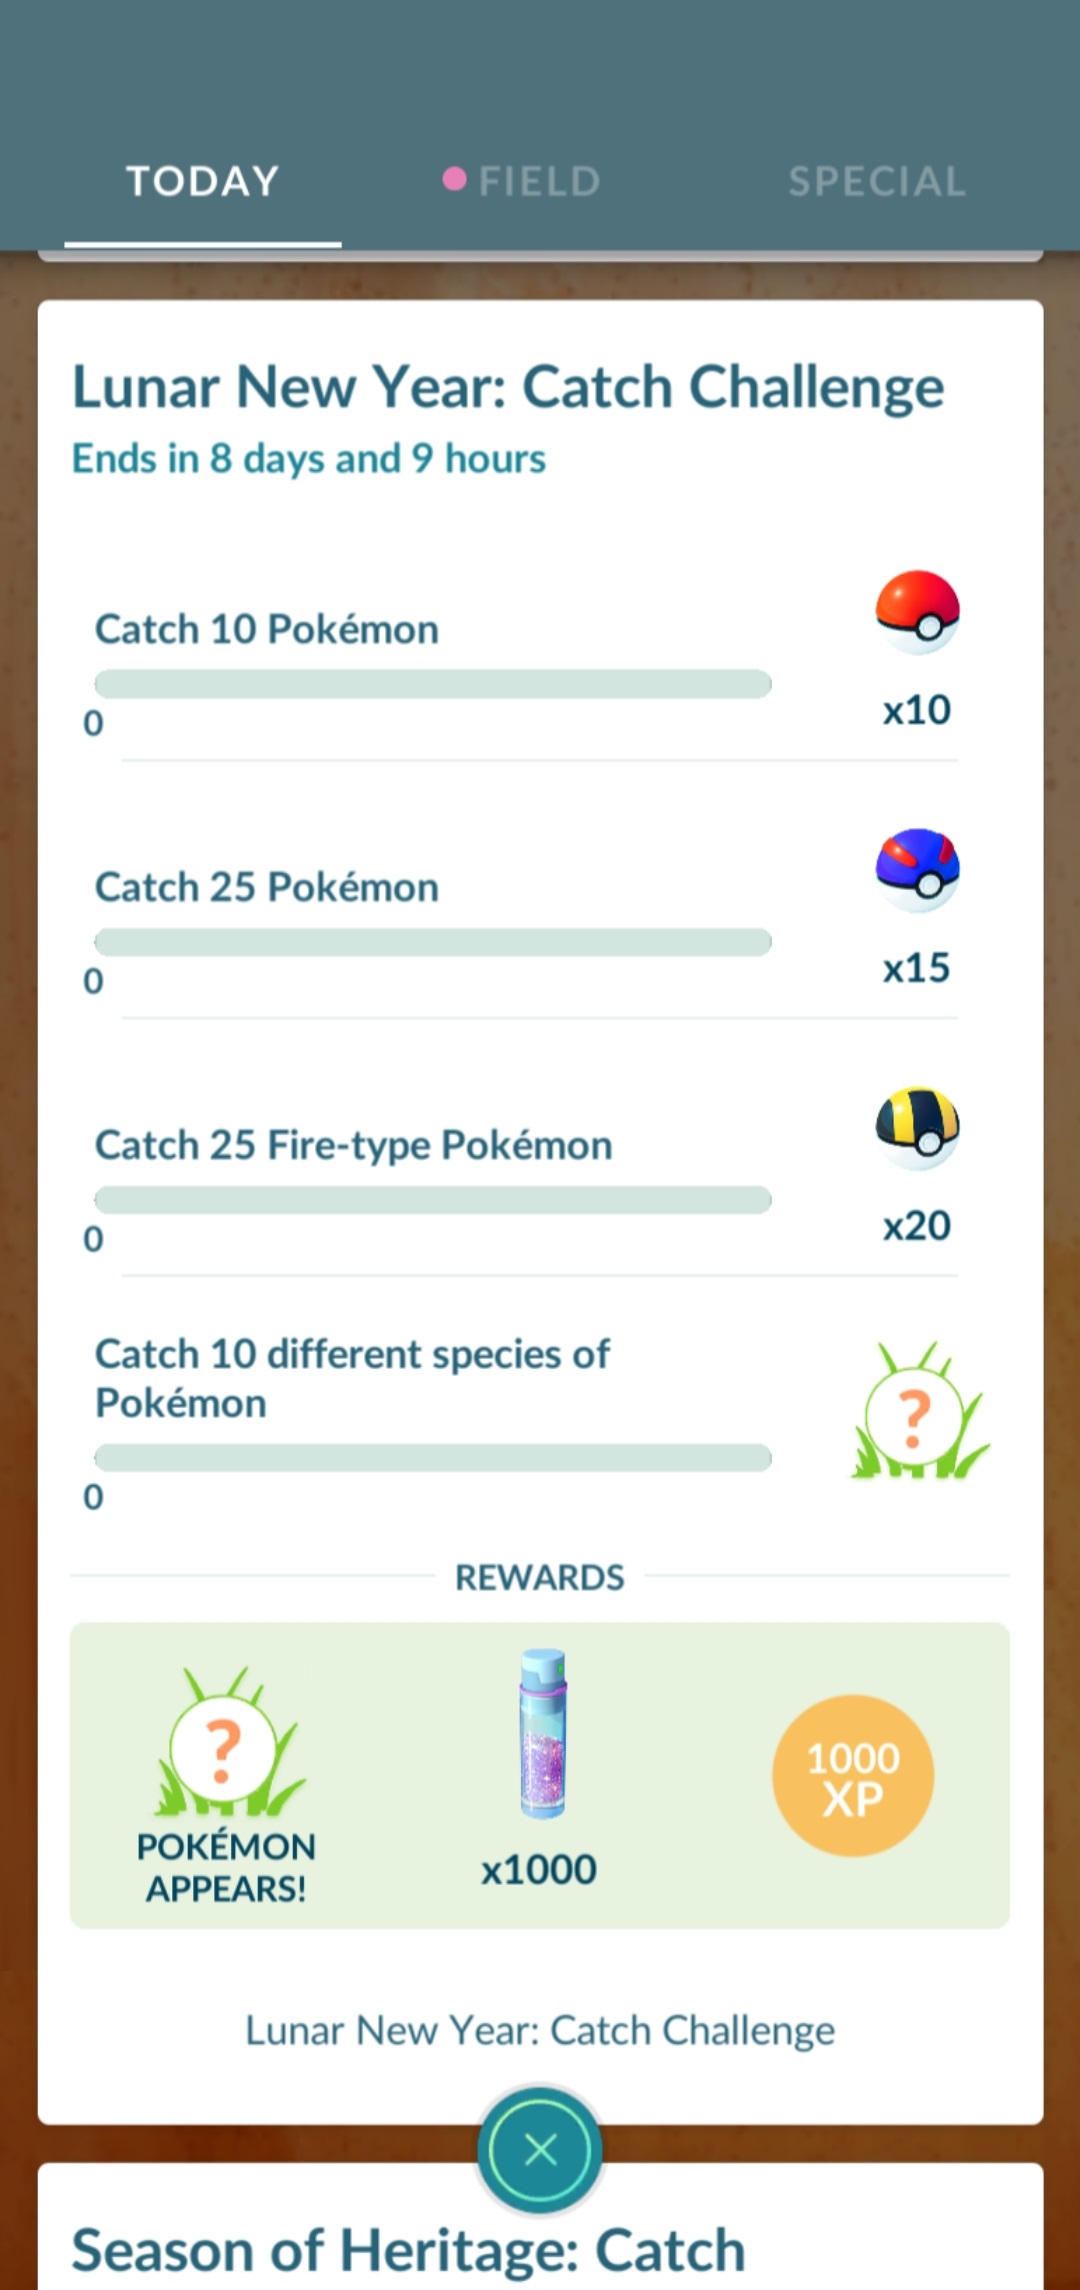 TODAY
FIELD
SPECIAL
Lunar New Year: Catch Challenge
Ends in 8 days and 9 hours
Catch 10 Pokémon
0
x10
Catch 25 Pokémon
0
x15
Catch 25 Fire-type Pokémon
0
x20
Catch 10 different species of
Pokémon
?
0
REWARDS
?
POKÉMON
APPEARS!
x1000
1000
XP
Lunar New Year: Catch Challenge
Season of Heritage: Catch